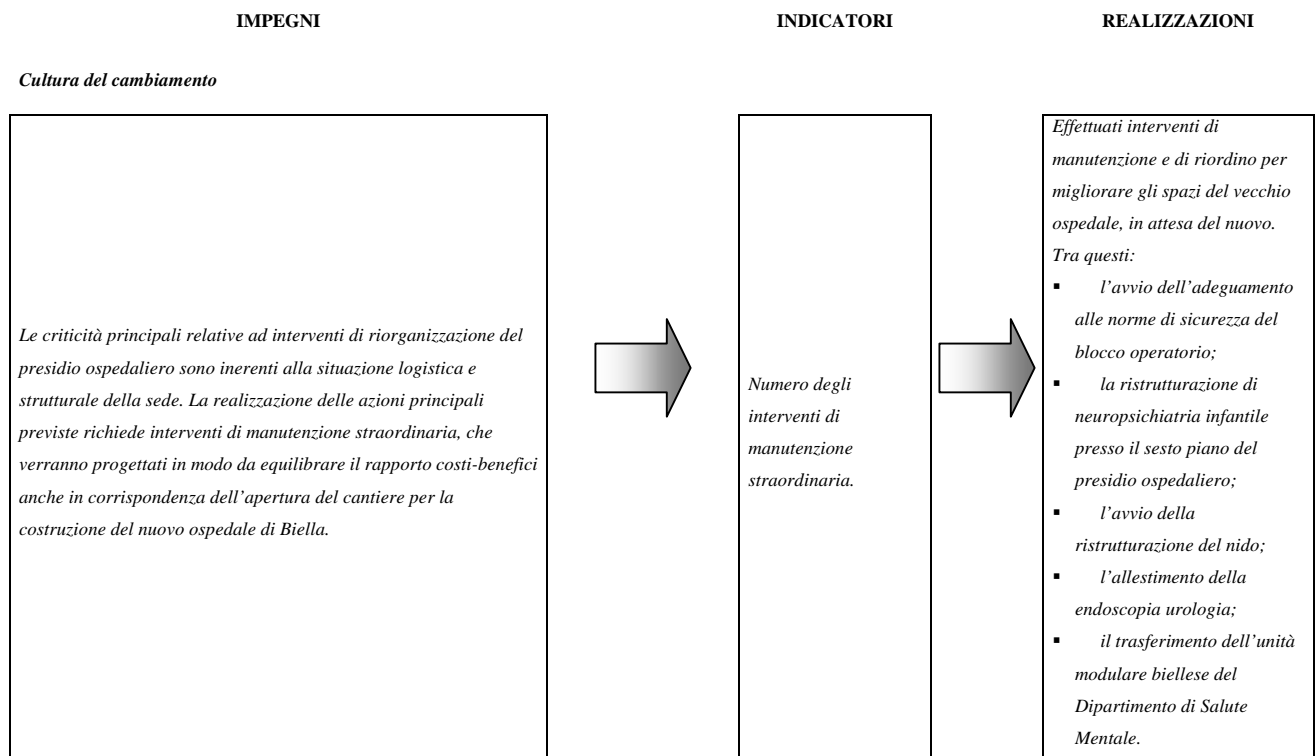 IMPEGNI
INDICATORI
REALIZZAZIONI
Cultura del cambiamento
Le criticità principali relative ad interventi di riorganizzazione del
presidio ospedaliero sono inerenti alla situazione logistica e
strutturale della sede. La realizzazione delle azioni principali
previste richiede interventi di manutenzione straordinaria, che
verranno progettati in modo da equilibrare il rapporto costi-benefici
anche in corrispondenza dell’apertura del cantiere per la
costruzione del nuovo ospedale di Biella.
Numero degli
interventi di
manutenzione
straordinaria.
Effettuati interventi di
manutenzione e di riordino per
migliorare gli spazi del vecchio
ospedale, in attesa del nuovo.
Tra questi:
▪ l’avvio dell’adeguamento
alle norme di sicurezza del
blocco operatorio;
▪ la ristrutturazione di
neuropsichiatria infantile
presso il sesto piano del
presidio ospedaliero;
▪ l’avvio della
ristrutturazione del nido;
▪ l’allestimento della
endoscopia urologia;
▪ il trasferimento dell’unità
modulare biellese del
Dipartimento di Salute
Mentale.